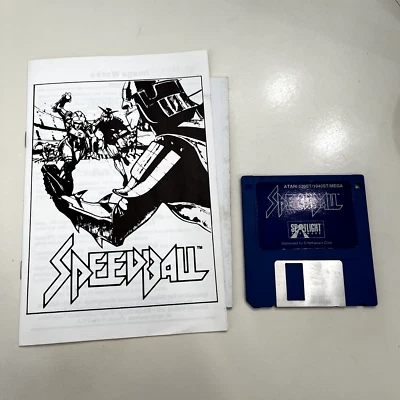 SPEEDBALL™
ATARI 520ST/1040ST/MEGA
SPEEDBALL
SPOTLIGHT